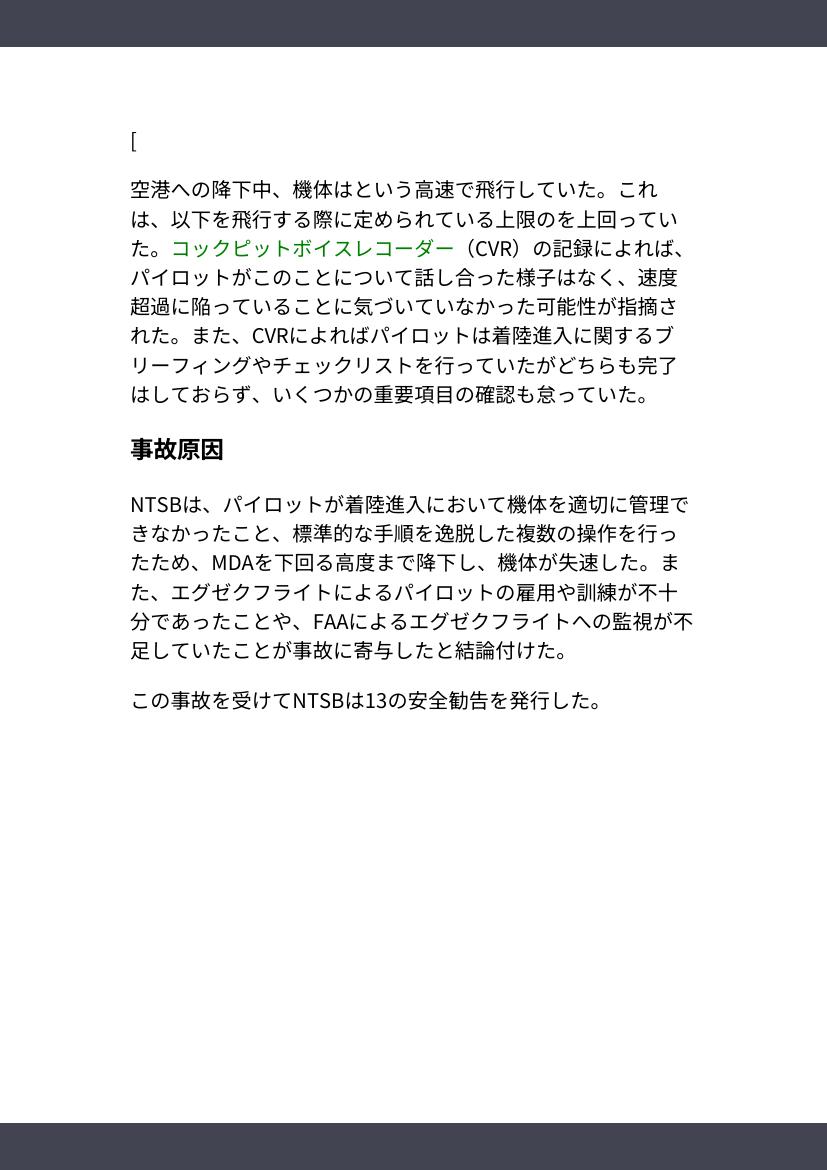 [
空港への降下中、機体はという高速で飛行していた。これ
は、以下を飛行する際に定められている上限のを上回ってい
た。コックピットボイスレコーダー（CVR）の記録によれば、
パイロットがこのことについて話し合った様子はなく、速度
超過に陥っていることに気づいていなかった可能性が指摘さ
れた。また、CVRによればパイロットは着陸進入に関するブ
リーフィングやチェックリストを行っていたがどちらも完了
はしておらず、いくつかの重要項目の確認も怠っていた。
事故原因
NTSBは、パイロットが着陸進入において機体を適切に管理で
きなかったこと、標準的な手順を逸脱した複数の操作を行っ
たため、MDAを下回る高度まで降下し、機体が失速した。ま
た、エグゼクフライトによるパイロットの雇用や訓練が不十
分であったことや、FAAによるエグゼクフライトへの監視が不
足していたことが事故に寄与したと結論付けた。
この事故を受けてNTSBは13の安全勧告を発行した。